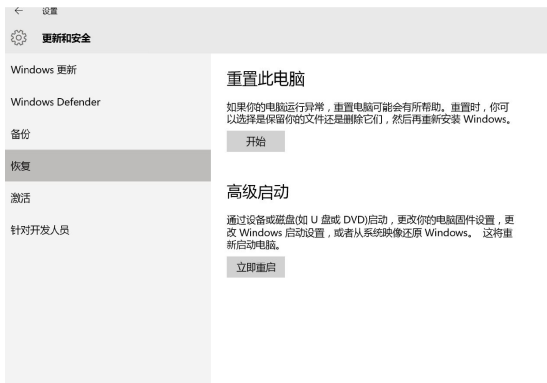 设置
更新和安全
Windows 更新
Windows Defender
备份
恢复
激活
针对开发人员
重置此电脑
如果你的电脑运行异常，重置电脑可能会有所帮助。重置时，你可
以选择是保留你的文件还是删除它们，然后再重新安装 Windows。
开始
高级启动
通过设备或磁盘(如 U 盘或 DVD)启动，更改你的电脑固件设置，更
改 Windows 启动设置，或者从系统映像还原 Windows。 这将重
新启动电脑。
立即重启